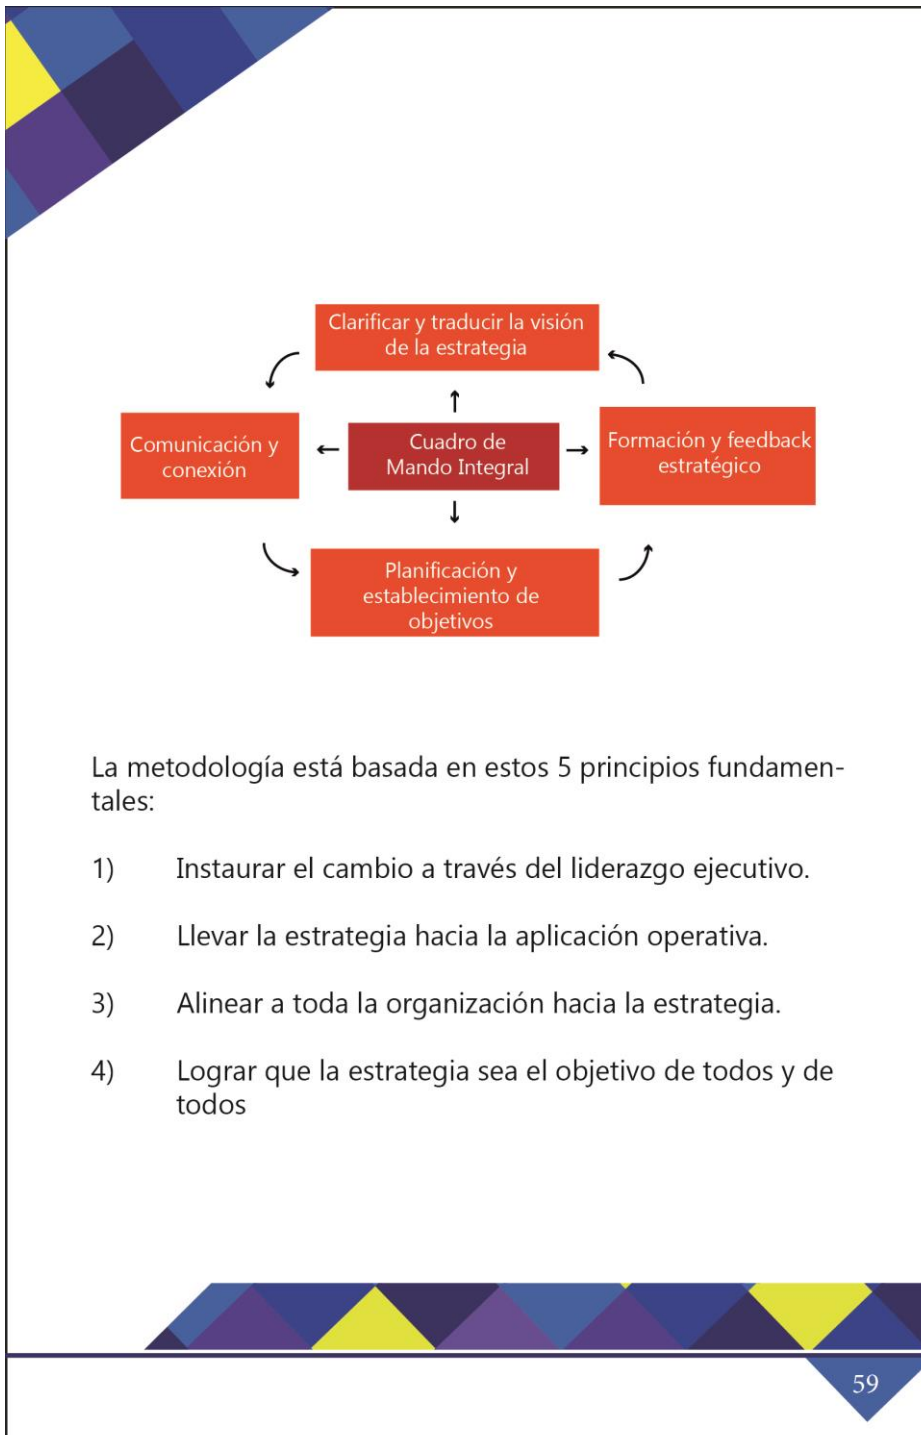 Clarificar y traducir la visión
de la estrategia
Comunicación y
conexión
Cuadro de
Mando Integral
Formación y feedback
estratégico
Planificación y
establecimiento de
objetivos
La metodología está basada en estos 5 principios fundamen-
tales:
1) Instaurar el cambio a través del liderazgo ejecutivo.
2) Llevar la estrategia hacia la aplicación operativa.
3) Alinear a toda la organización hacia la estrategia.
4) Lograr que la estrategia sea el objetivo de todos y de
todos
59